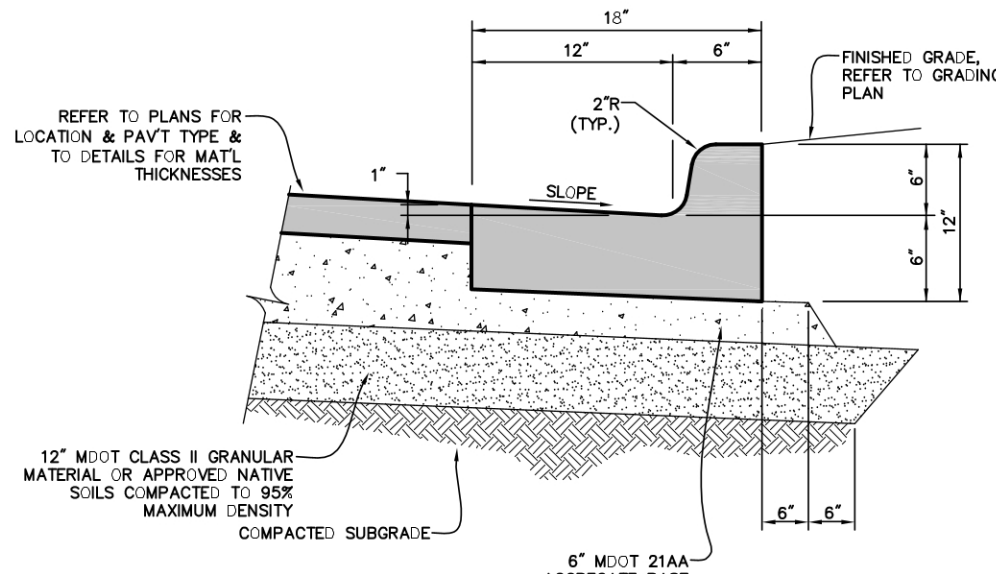 18"
12"
6"
FINISHED GRADE,
REFER TO GRADING
PLAN
2"R
(TYP.)
REFER TO PLANS FOR
LOCATION & PAV'T TYPE &
TO DETAILS FOR MAT'L
THICKNESSES
1"
SLOPE
6"
12"
6"
12" MDOT CLASS II GRANULAR
MATERIAL OR APPROVED NATIVE
SOILS COMPACTED TO 95%
MAXIMUM DENSITY
COMPACTED SUBGRADE
6"
6"
6" MDOT 21AA